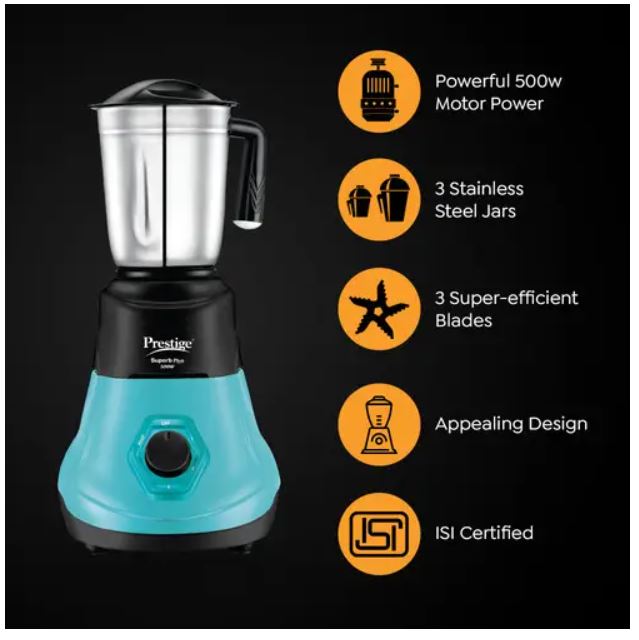 Powerful 500w
Motor Power
3 Stainless
Steel Jars
3 Super-efficient
Blades
Prestige
Superb Plus
500W
Appealing Design
ISI
ISI Certified